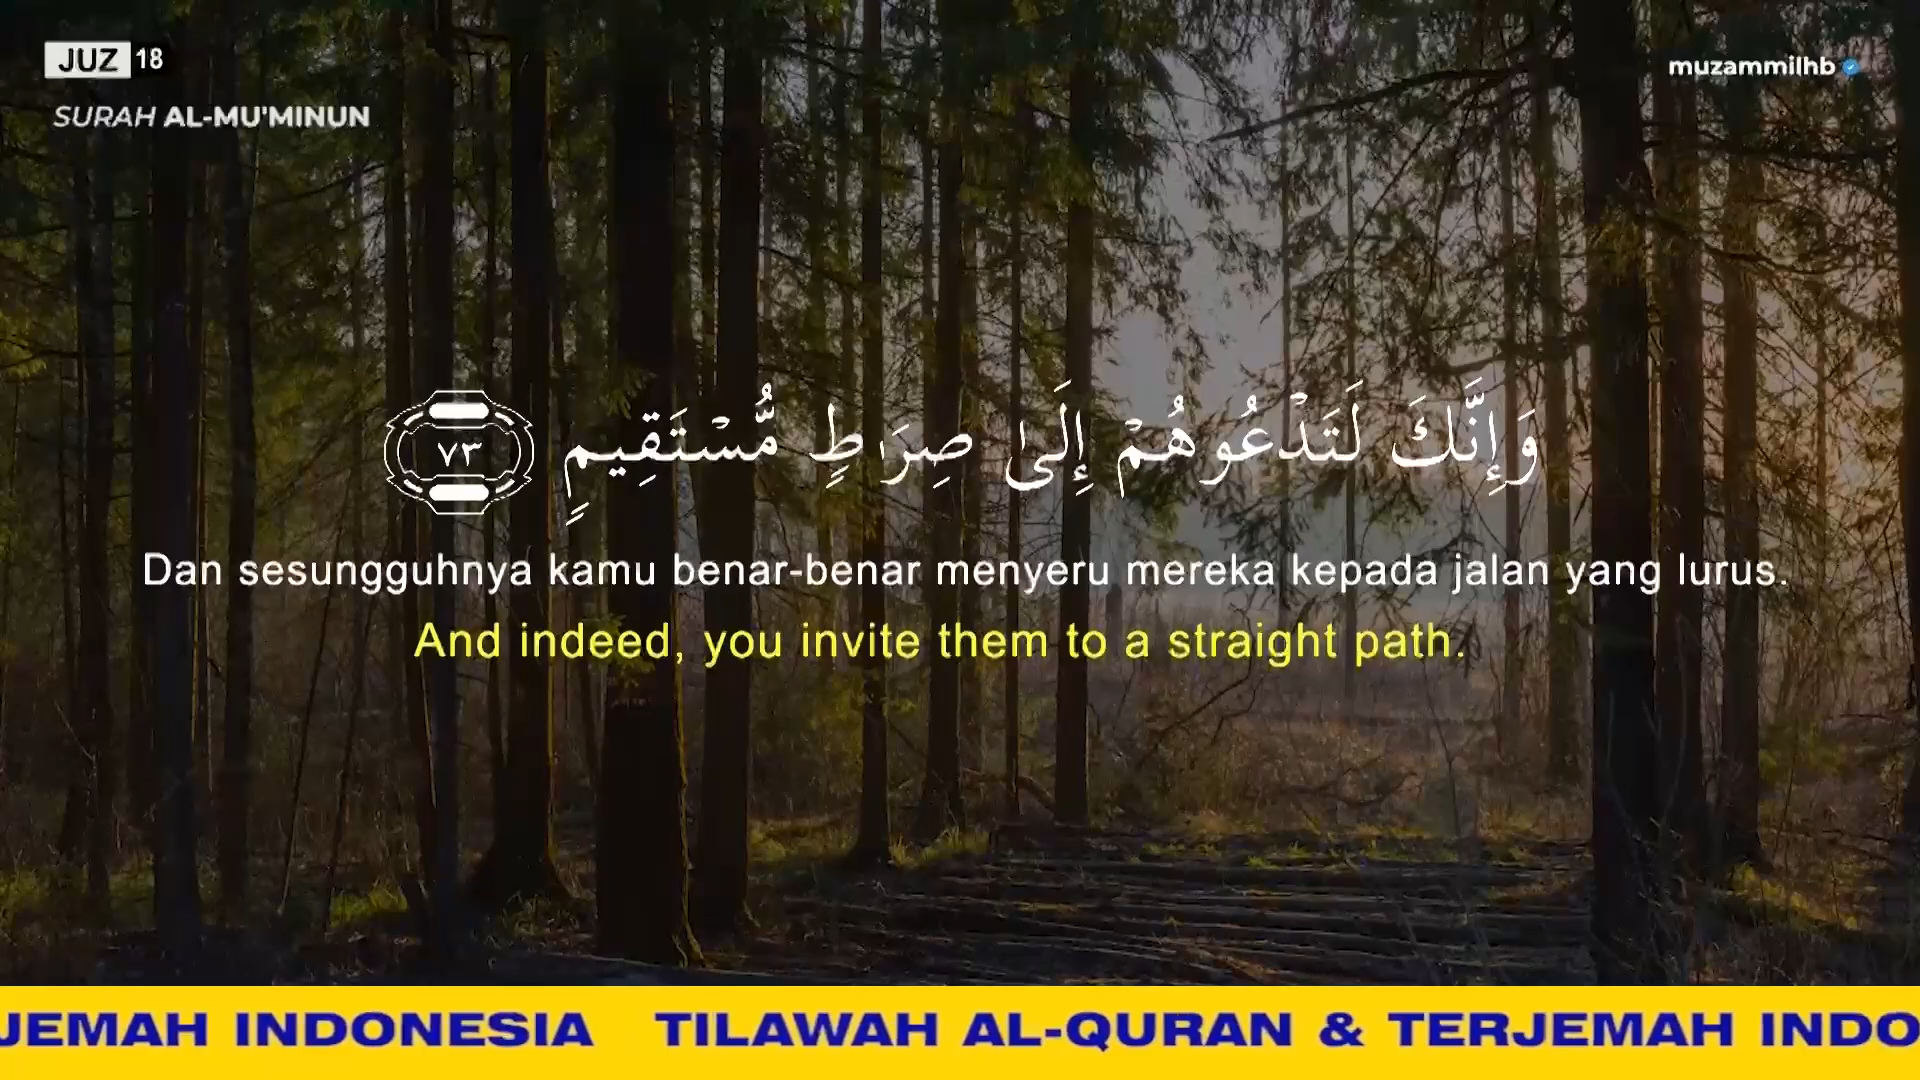 JUZ 18
muzammilhb
SURAH AL-MU'MINUN
وَإِنَّكَ لَتَدْعُوهُمْ إِلَىٰ صِرَٰطٍ مُّسْتَقِيمٍ ٧٣
Dan sesungguhnya kamu benar-benar menyeru mereka kepada jalan yang lurus.
And indeed, you invite them to a straight path.
JEMAH INDONESIA TILAWAH AL-QURAN & TERJEMAH INDO